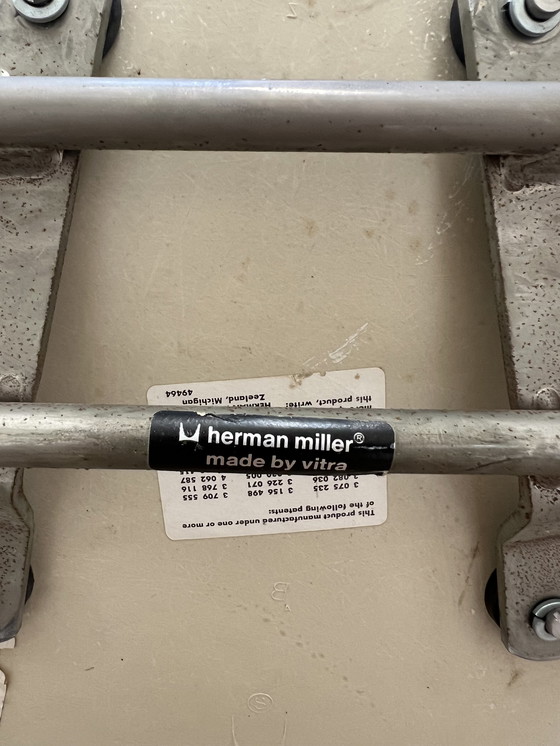 herman miller®
made by vitra
This product manufactured under one or more
of the following patents:
3 075 235 3 156 498 3 709 555
3 082 036 3 226 071 3 768 116
4 062 587
this product, write:
Zeeland, Michigan
49464